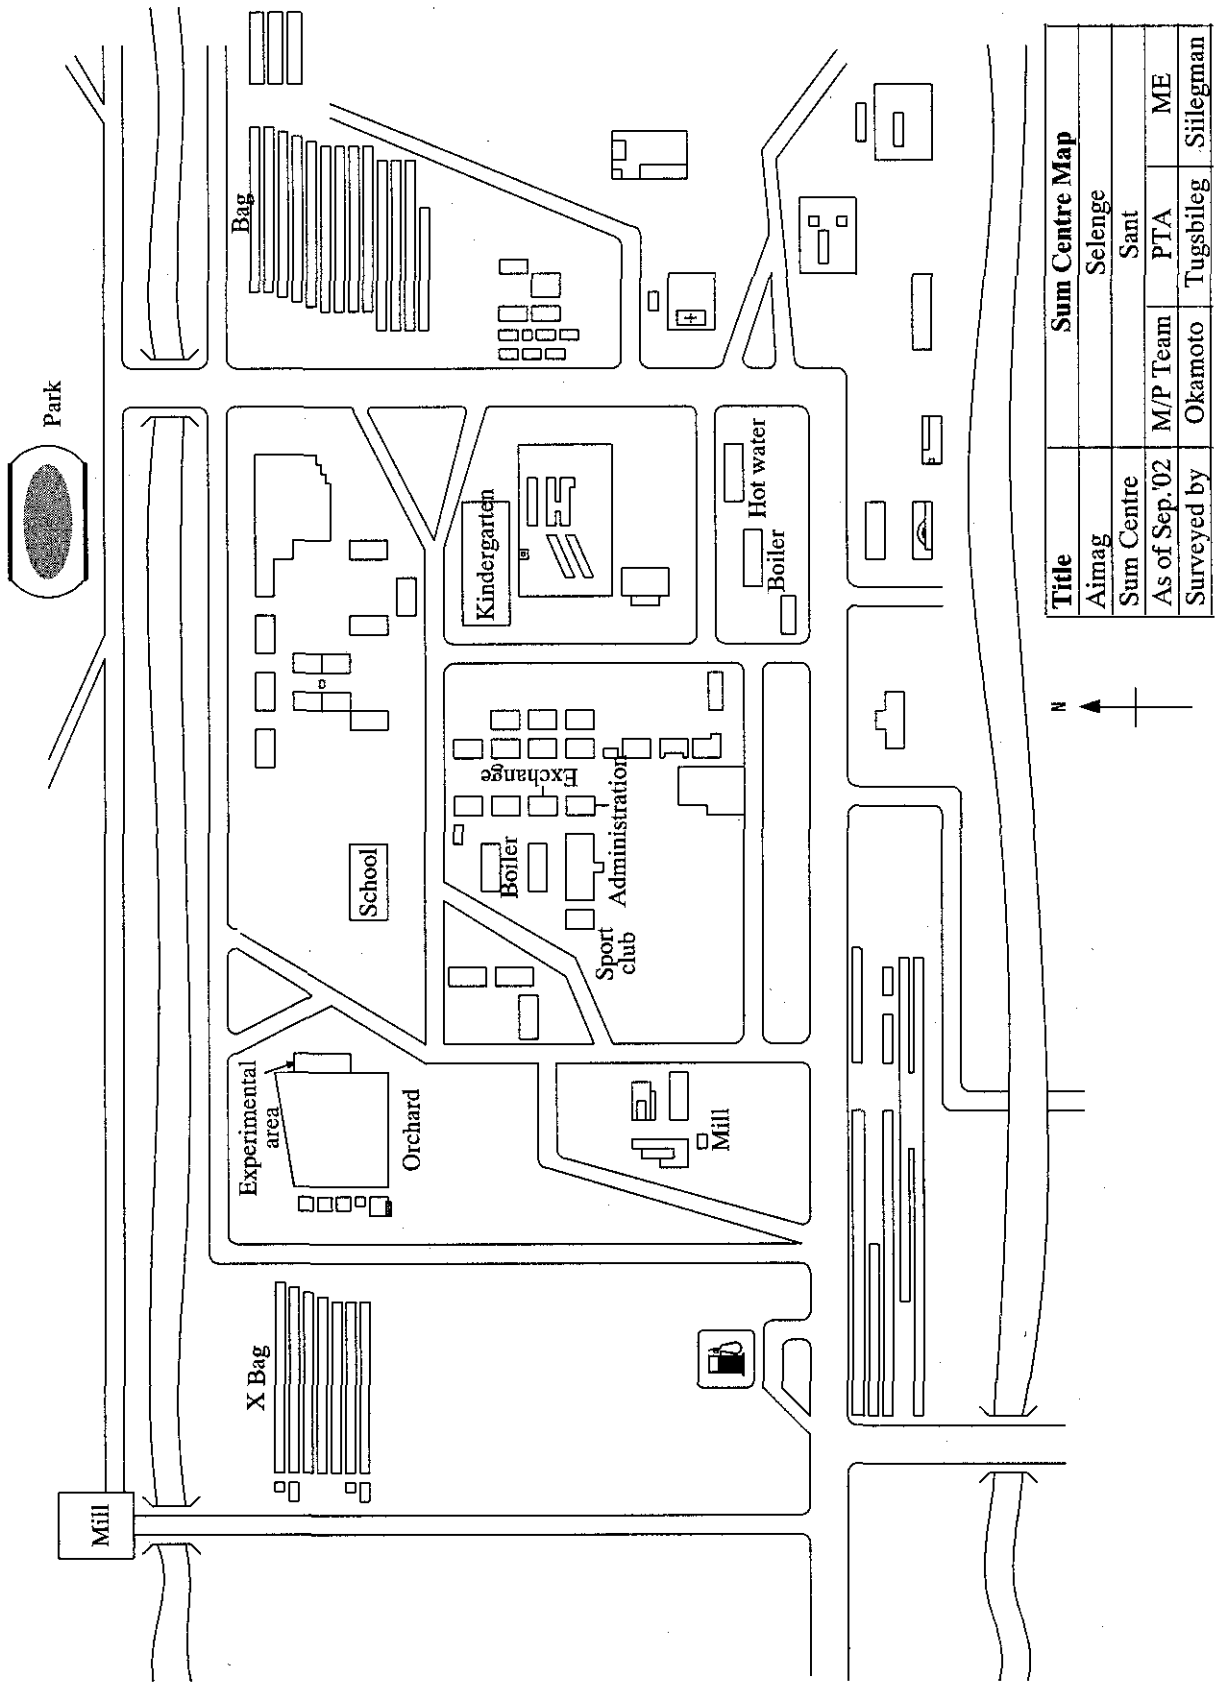 Park
Bag
Mill
X Bag
Experimental
area
Orchard
School
Kindergarten
Hot water
Boiler
Exchange
Boiler
Administration
Sport
club
Mill
N
Title Sum Centre Map
Aimag Selenge
Sum Centre Sant
As of Sep.'02 M/P Team PTA ME
Surveyed by Okamoto Tugsbileg Siilegman